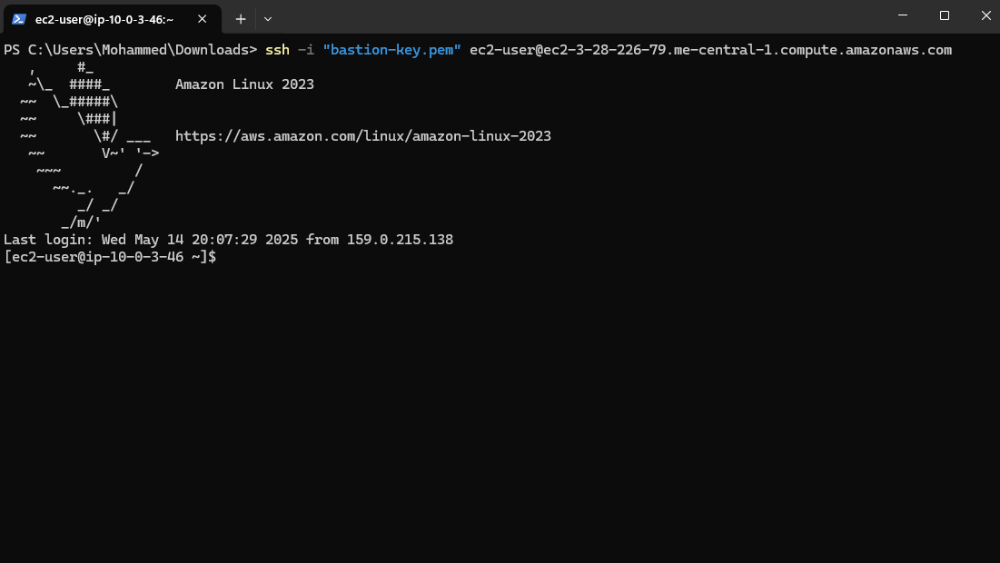 ec2-user@ip-10-0-3-46:~
PS C:\Users\Mohammed\Downloads> ssh -i "bastion-key.pem" ec2-user@ec2-3-28-226-79.me-central-1.compute.amazonaws.com
   ,     #_
   ~\_  ####_        Amazon Linux 2023
  ~~  \_#####\
  ~~     \###|
  ~~       \#/ ___   https://aws.amazon.com/linux/amazon-linux-2023
   ~~       V~' '->
    ~~~         /
      ~~._.   _/
         _/ _/
       _/m/'
Last login: Wed May 14 20:07:29 2025 from 159.0.215.138
[ec2-user@ip-10-0-3-46 ~]$